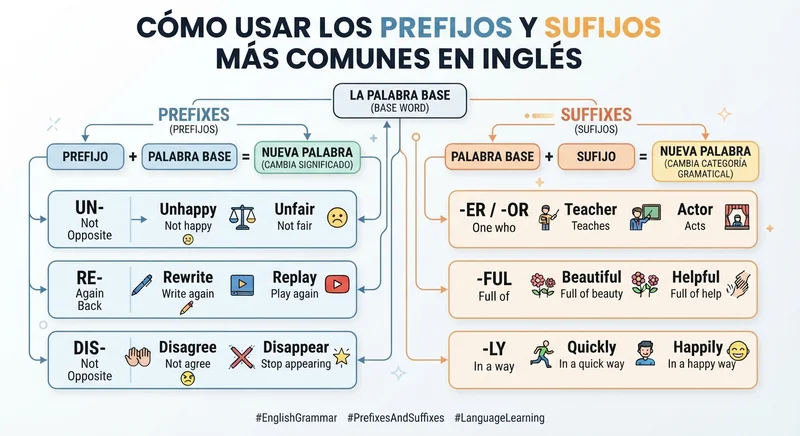 CÓMO USAR LOS PREFIJOS Y SUFIJOS
MÁS COMUNES EN INGLÉS
LA PALABRA BASE
(BASE WORD)
PREFIXES
(PREFIJOS)
PREFIJO + PALABRA BASE = NUEVA PALABRA
(CAMBIA SIGNIFICADO)
UN-
Not
Opposite
Unhappy
Not happy
Unfair
Not fair
RE-
Again
Back
Rewrite
Write again
Replay
Play again
DIS-
Not
Opposite
Disagree
Not agree
Disappear
Stop appearing
SUFFIXES
(SUFIJOS)
PALABRA BASE + SUFIJO = NUEVA PALABRA
(CAMBIA CATEGORÍA
GRAMATICAL)
-ER / -OR
One who
Teacher
Teaches
Actor
Acts
-FUL
Full of
Beautiful
Full of beauty
Helpful
Full of help
-LY
In a way
Quickly
In a quick way
Happily
In a happy way
#EnglishGrammar #PrefixesAndSuffixes #LanguageLearning